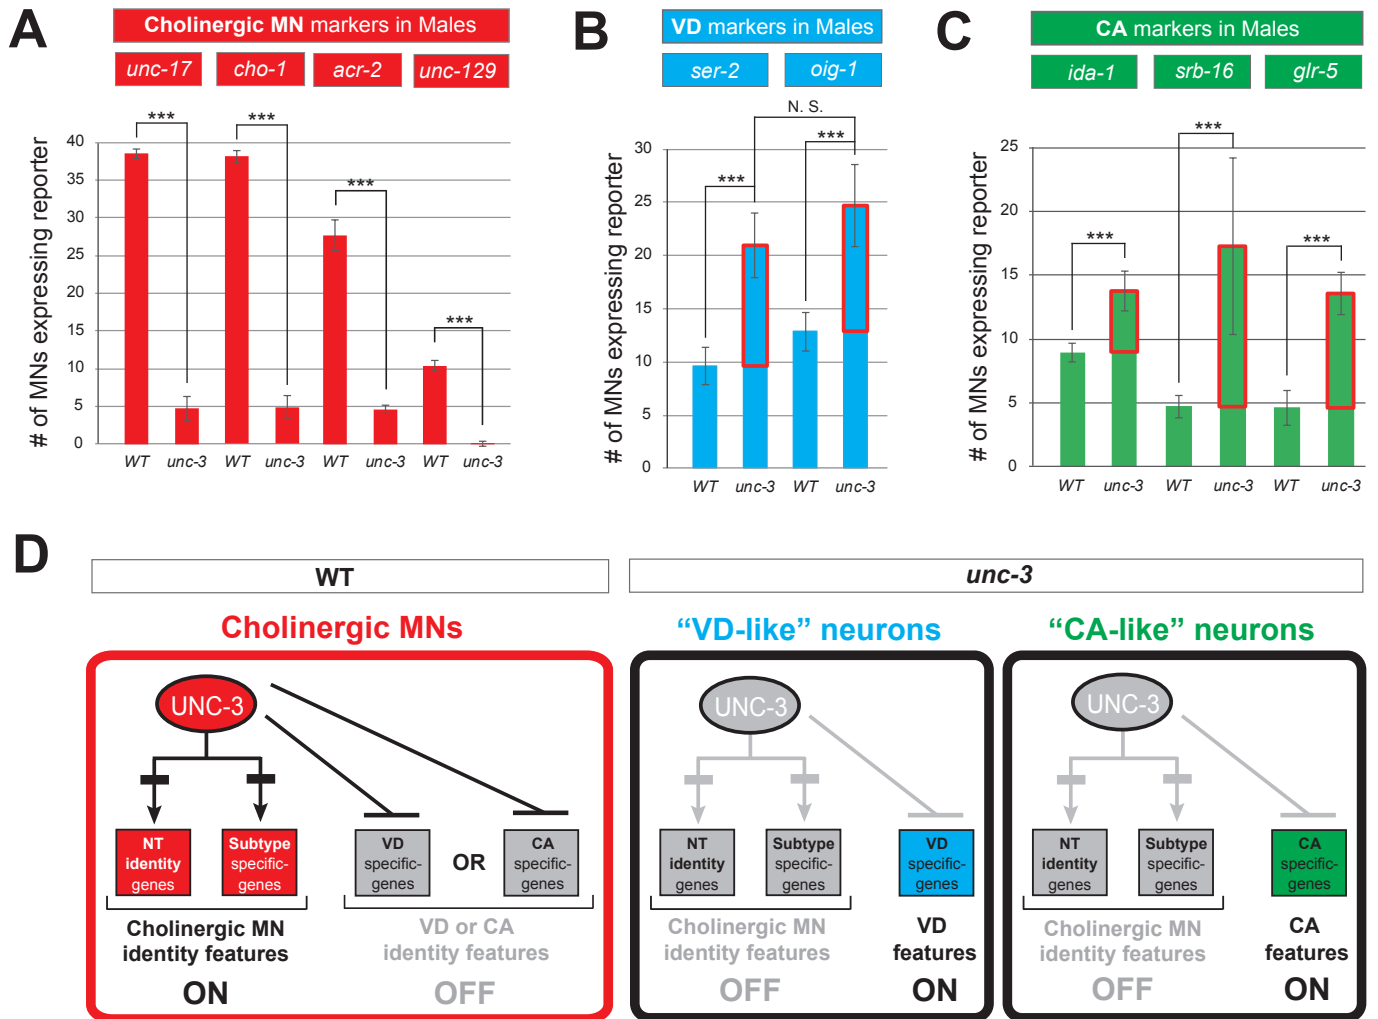 A
Cholinergic MN markers in Males
unc-17 cho-1 acr-2 unc-129
# of MNs expressing reporter
40
35
30
25
20
15
10
5
0
*** *** *** ***
WT unc-3 WT unc-3 WT unc-3 WT unc-3
B
VD markers in Males
ser-2 oig-1
# of MNs expressing reporter
30
25
20
15
10
5
0
N. S.
*** ***
WT unc-3 WT unc-3
C
CA markers in Males
ida-1 srb-16 glr-5
# of MNs expressing reporter
25
20
15
10
5
0
*** *** ***
WT unc-3 WT unc-3 WT unc-3
D
WT
Cholinergic MNs
UNC-3
NT
identity
genes
Subtype
specific-
genes
VD
specific-
genes
OR
CA
specific-
genes
Cholinergic MN
identity features
ON
VD or CA
identity features
OFF
unc-3
“VD-like” neurons
UNC-3
NT
identity
genes
Subtype
specific-
genes
VD
specific-
genes
Cholinergic MN
identity features
OFF
VD
features
ON
“CA-like” neurons
UNC-3
NT
identity
genes
Subtype
specific-
genes
CA
specific-
genes
Cholinergic MN
identity features
OFF
CA
features
ON